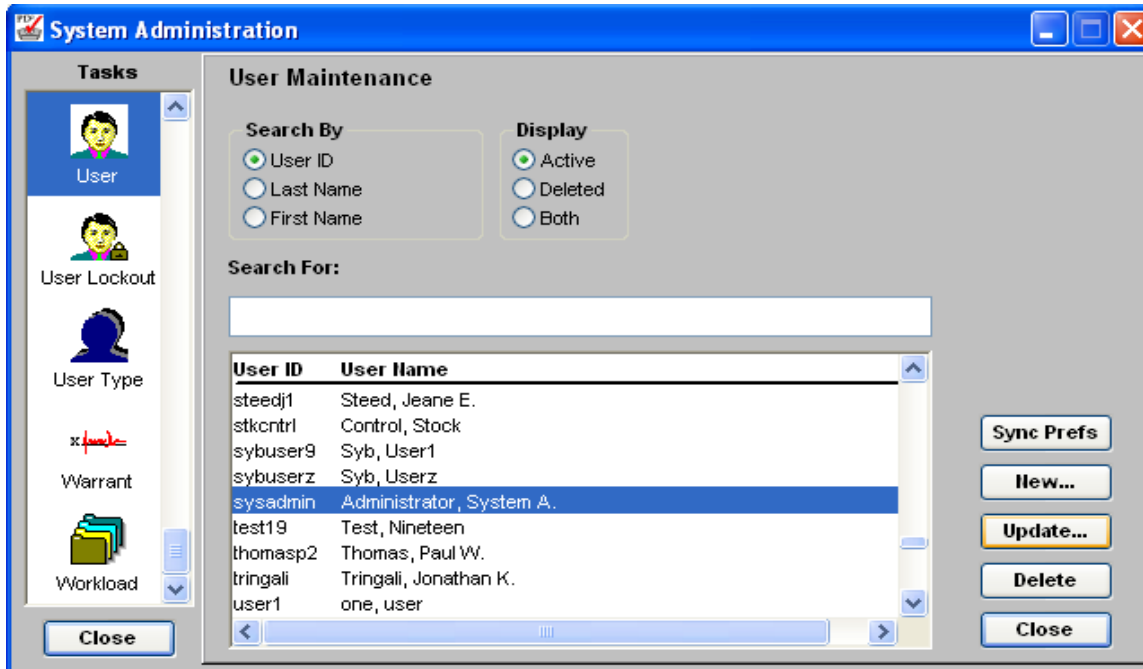 System Administration
Tasks
User
User Lockout
User Type
Warrant
Workload
Close
User Maintenance
Search By
User ID
Last Name
First Name
Display
Active
Deleted
Both
Search For:
User ID User Name
steedj1 Steed, Jeane E.
stkcntrl Control, Stock
sybuser9 Syb, User1
sybuserz Syb, Userz
sysadmin Administrator, System A.
test19 Test, Nineteen
thomasp2 Thomas, Paul W.
tringali Tringali, Jonathan K.
user1 one, user
Sync Prefs
New...
Update...
Delete
Close